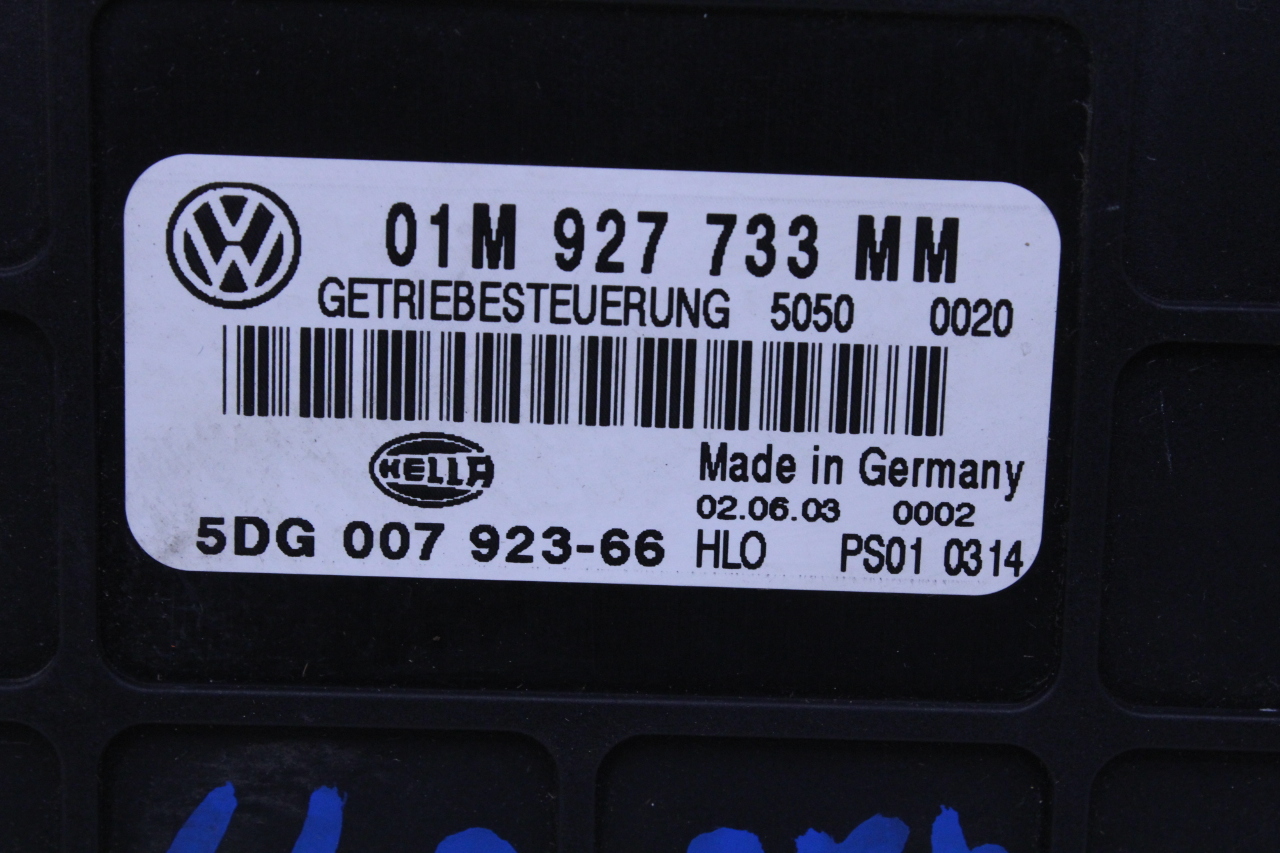 01M 927 733 MM
GETRIEBESTEUERUNG 5050 0020
HELLA
Made in Germany
02.06.03 0002
5DG 007 923-66 HLO PS01 0314